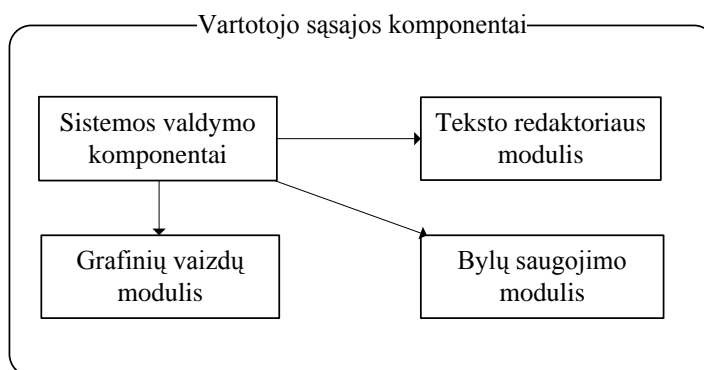 Vartotojo sąsajos komponentai
Sistemos valdymo
komponentai
Teksto redaktoriaus
modulis
Grafinių vaizdų
modulis
Bylų saugojimo
modulis